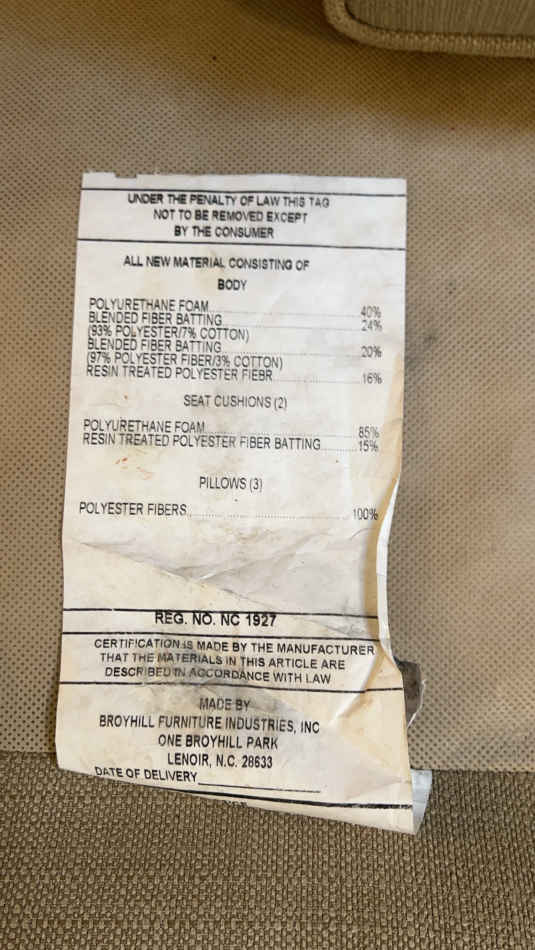 UNDER THE PENALTY OF LAW THIS TAG
NOT TO BE REMOVED EXCEPT
BY THE CONSUMER
ALL NEW MATERIAL CONSISTING OF
BODY
POLYURETHANE FOAM 40%
BLENDED FIBER BATTING 24%
(93% POLYESTER/7% COTTON)
BLENDED FIBER BATTING 20%
(97% POLYESTER FIBER/3% COTTON)
RESIN TREATED POLYESTER FIEBR 16%
SEAT CUSHIONS (2)
POLYURETHANE FOAM 85%
RESIN TREATED POLYESTER FIBER BATTING 15%
PILLOWS (3)
POLYESTER FIBERS 100%
REG. NO. NC 1927
CERTIFICATION IS MADE BY THE MANUFACTURER
THAT THE MATERIALS IN THIS ARTICLE ARE
DESCRIBED IN ACCORDANCE WITH LAW
MADE BY
BROYHILL FURNITURE INDUSTRIES, INC
ONE BROYHILL PARK
LENOIR, N.C. 28633
DATE OF DELIVERY